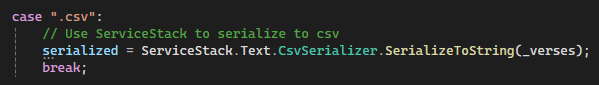 case ".csv":
// Use ServiceStack to serialize to csv
serialized = ServiceStack.Text.CsvSerializer.SerializeToString(_verses);
break;